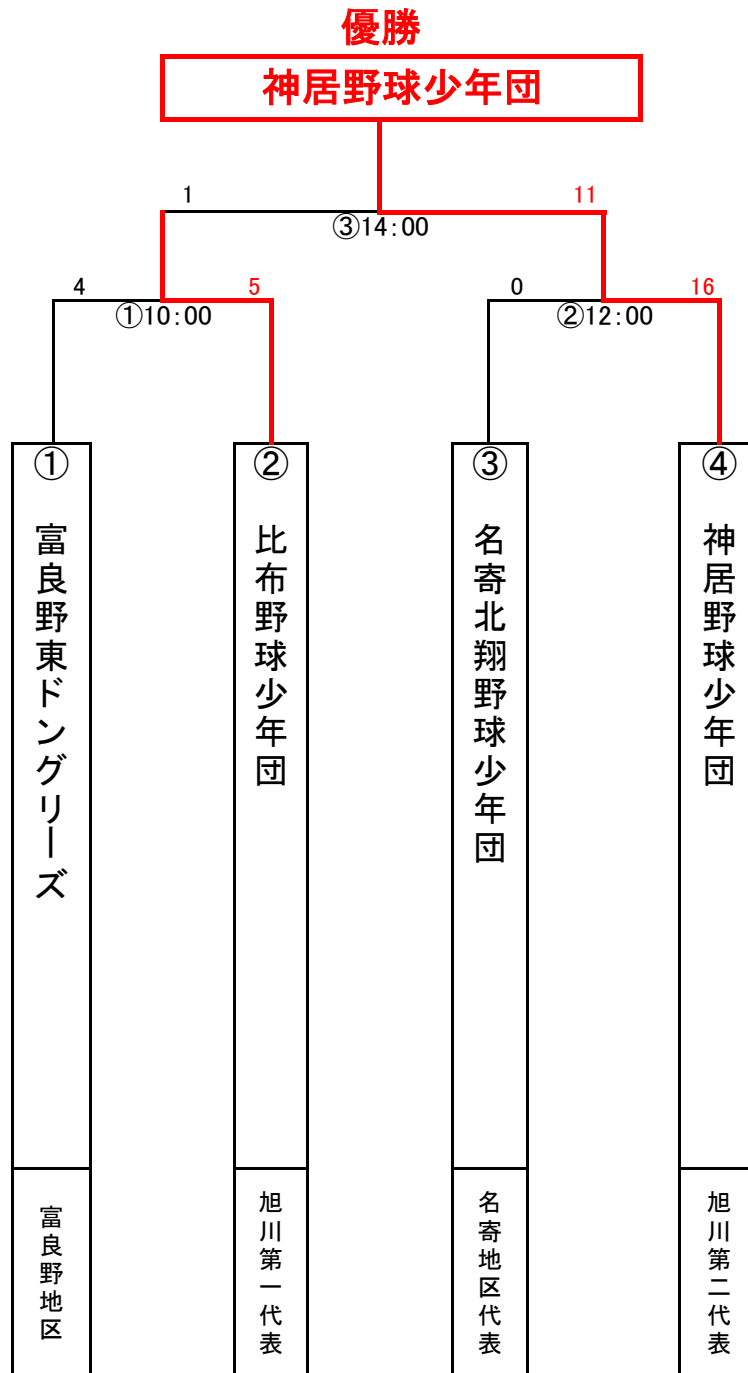 優勝
神居野球少年団
1
11
③14:00
4
5
①10:00
0
16
②12:00
①
富良野東ドングリーズ
富良野地区
②
比布野球少年団
旭川第一代表
③
名寄北翔野球少年団
名寄地区代表
④
神居野球少年団
旭川第二代表